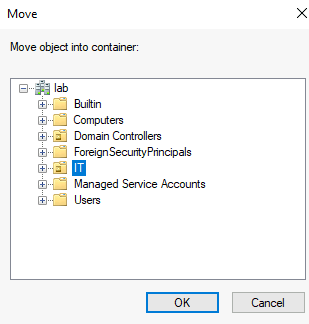 Move
Move object into container:
lab
Builtin
Computers
Domain Controllers
ForeignSecurityPrincipals
IT
Managed Service Accounts
Users
OK
Cancel